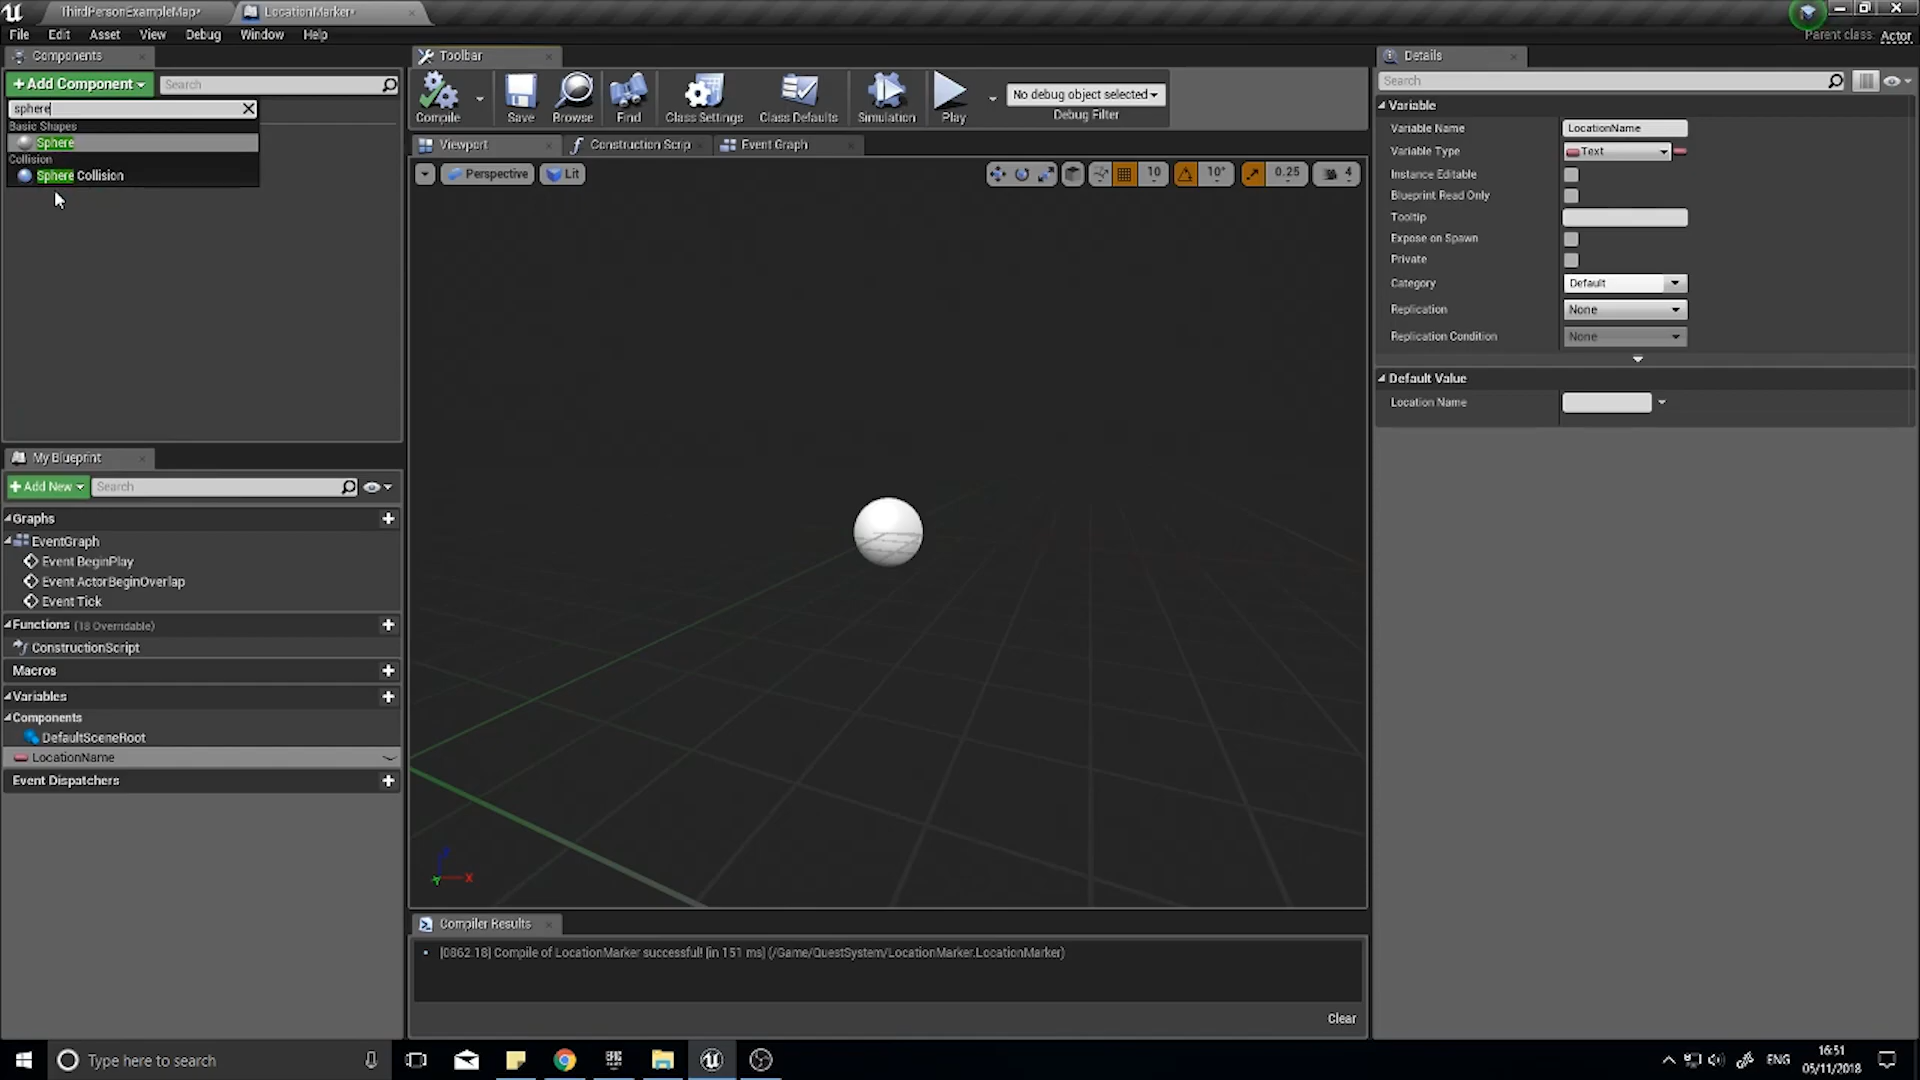 ThirdPersonExampleMap*
LocationMarker*
File Edit Asset View Debug Window Help
Parent class: Actor
Components
+Add Component
Search
sphere
Basic Shapes
Sphere
Collision
Sphere Collision
Toolbar
Compile
Save
Browse
Find
Class Settings
Class Defaults
Simulation
Play
No debug object selected
Debug Filter
Viewport
Construction Scrip
Event Graph
Perspective
Lit
10
10°
0.25
4
X
Y
Details
Search
Variable
Variable Name LocationName
Variable Type Text
Instance Editable
Blueprint Read Only
Tooltip
Expose on Spawn
Private
Category Default
Replication None
Replication Condition None
Default Value
Location Name
My Blueprint
+Add New
Search
Graphs
EventGraph
Event BeginPlay
Event ActorBeginOverlap
Event Tick
Functions (18 Overridable)
ConstructionScript
Macros
Variables
Components
DefaultSceneRoot
LocationName
Event Dispatchers
Compiler Results
[0862.18] Compile of LocationMarker successful! [in 151 ms] (/Game/QuestSystem/LocationMarker.LocationMarker)
Clear
Type here to search
EPIC
ENG
16:51
05/11/2018